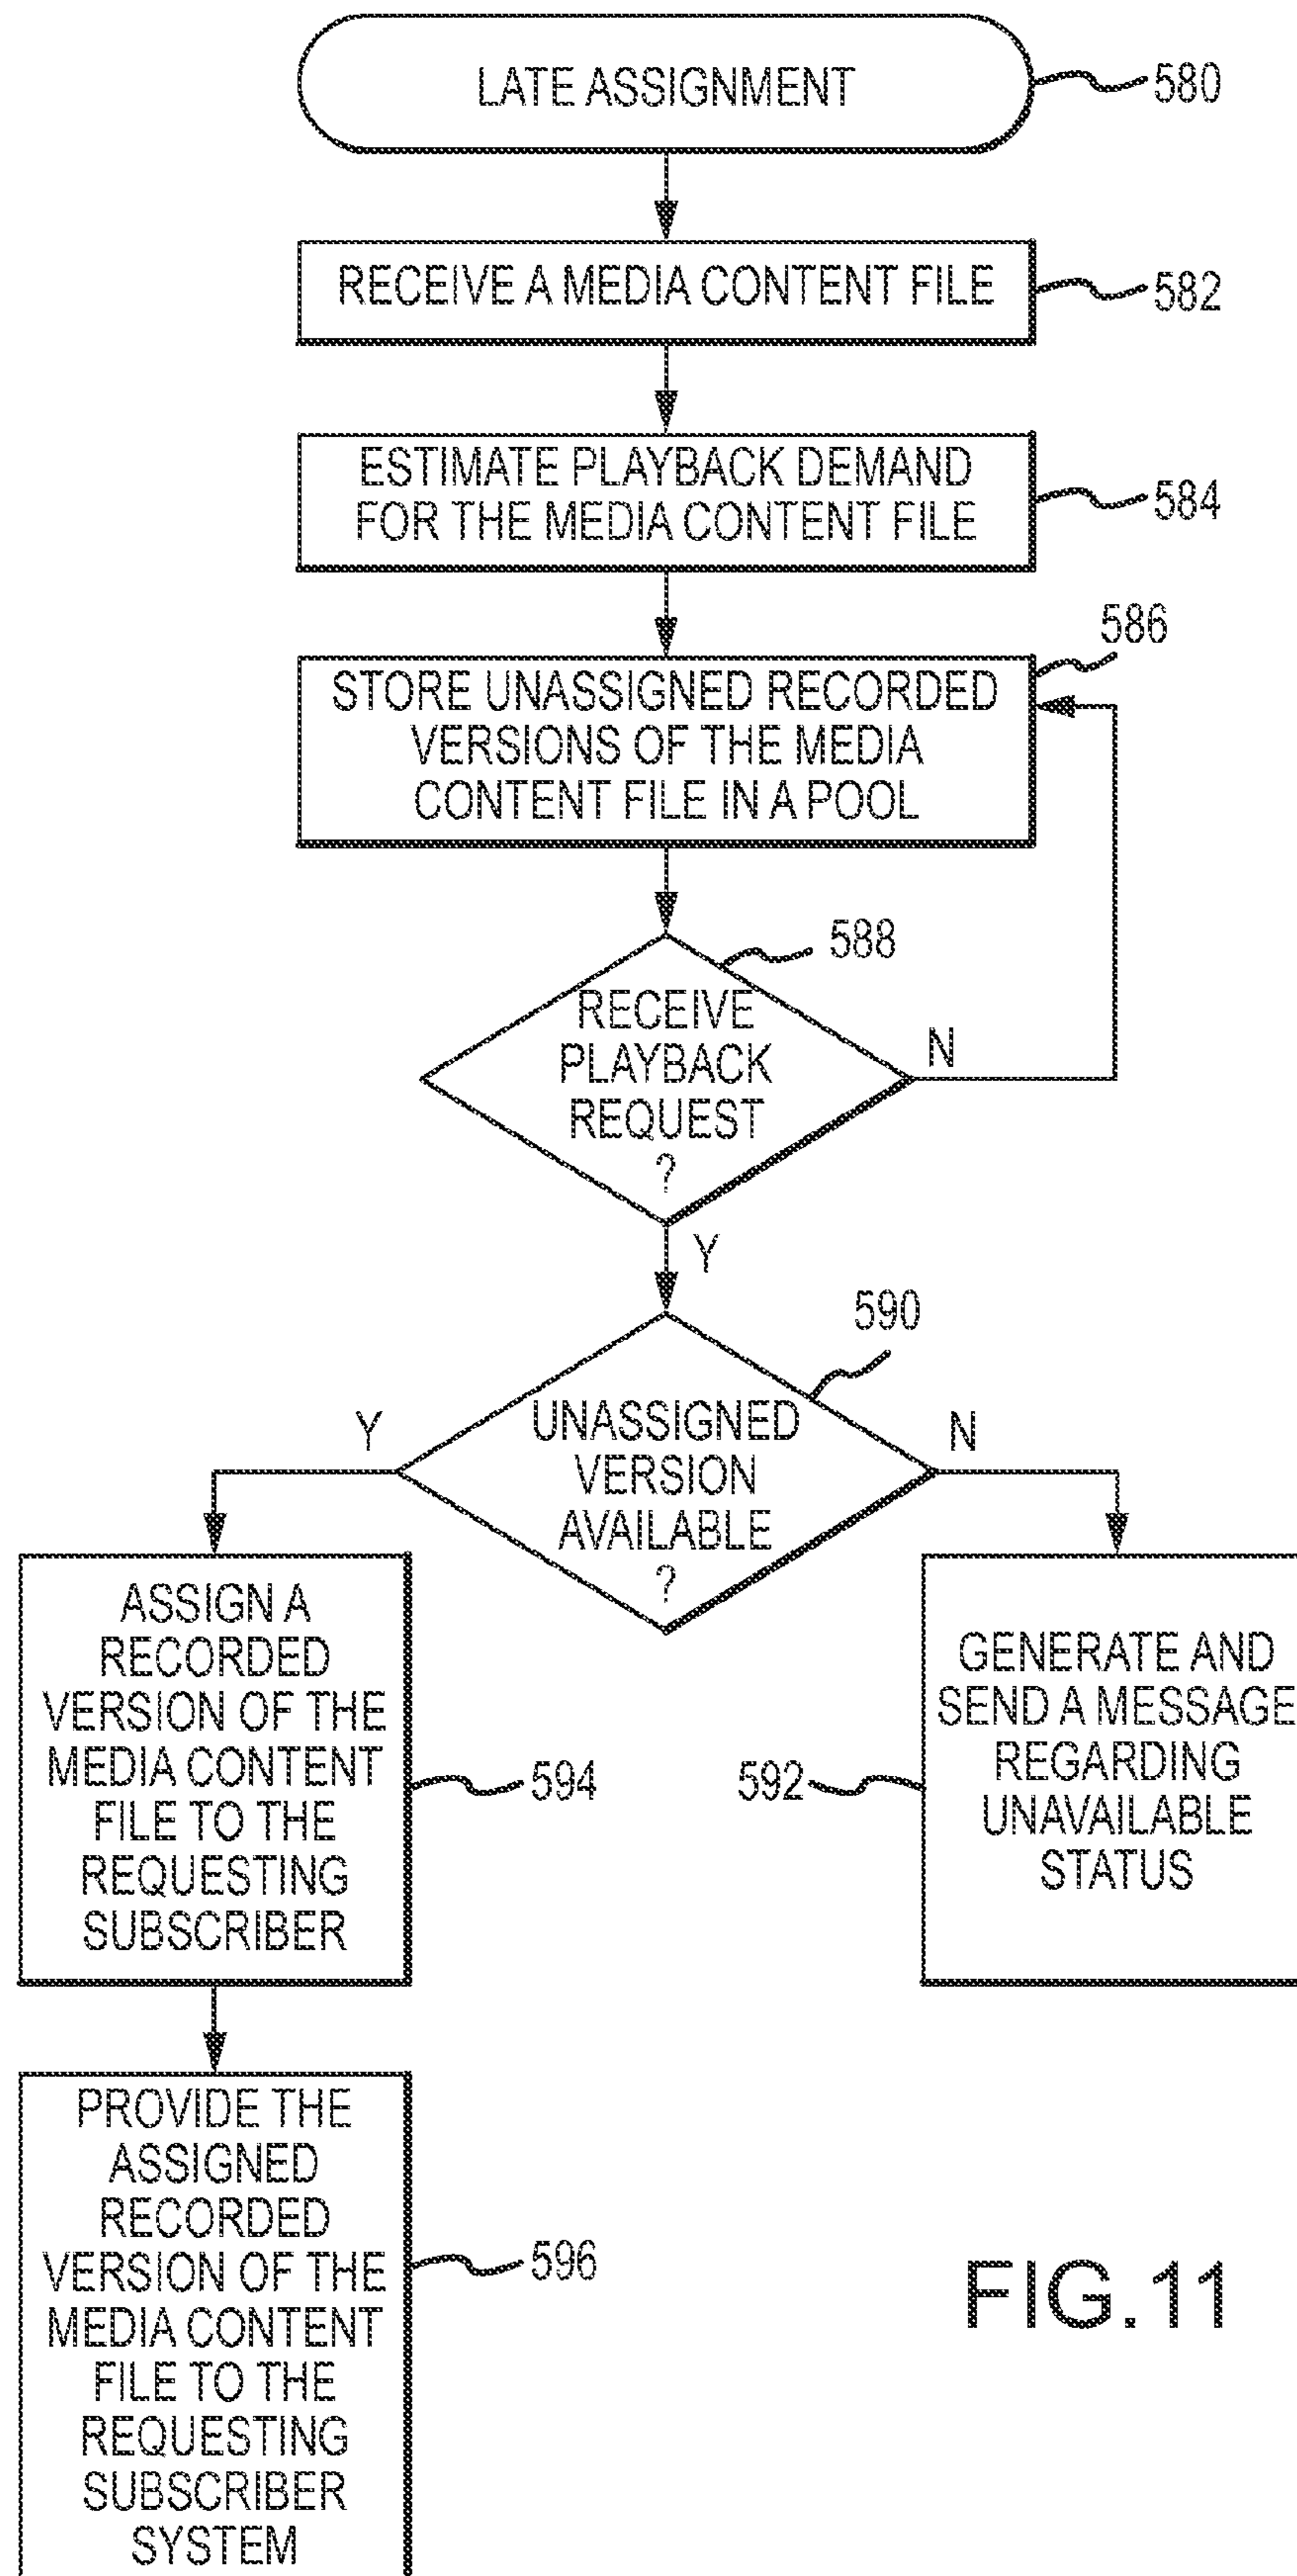 LATE ASSIGNMENT
580
RECEIVE A MEDIA CONTENT FILE
582
ESTIMATE PLAYBACK DEMAND
FOR THE MEDIA CONTENT FILE
584
586
STORE UNASSIGNED RECORDED
VERSIONS OF THE MEDIA
CONTENT FILE IN A POOL
588
RECEIVE
PLAYBACK
REQUEST
?
N
Y
590
UNASSIGNED
VERSION
AVAILABLE
?
Y
N
ASSIGN A
RECORDED
VERSION OF THE
MEDIA CONTENT
FILE TO THE
REQUESTING
SUBSCRIBER
594
592
GENERATE AND
SEND A MESSAGE
REGARDING
UNAVAILABLE
STATUS
PROVIDE THE
ASSIGNED
RECORDED
VERSION OF THE
MEDIA CONTENT
FILE TO THE
REQUESTING
SUBSCRIBER
SYSTEM
596
FIG.11